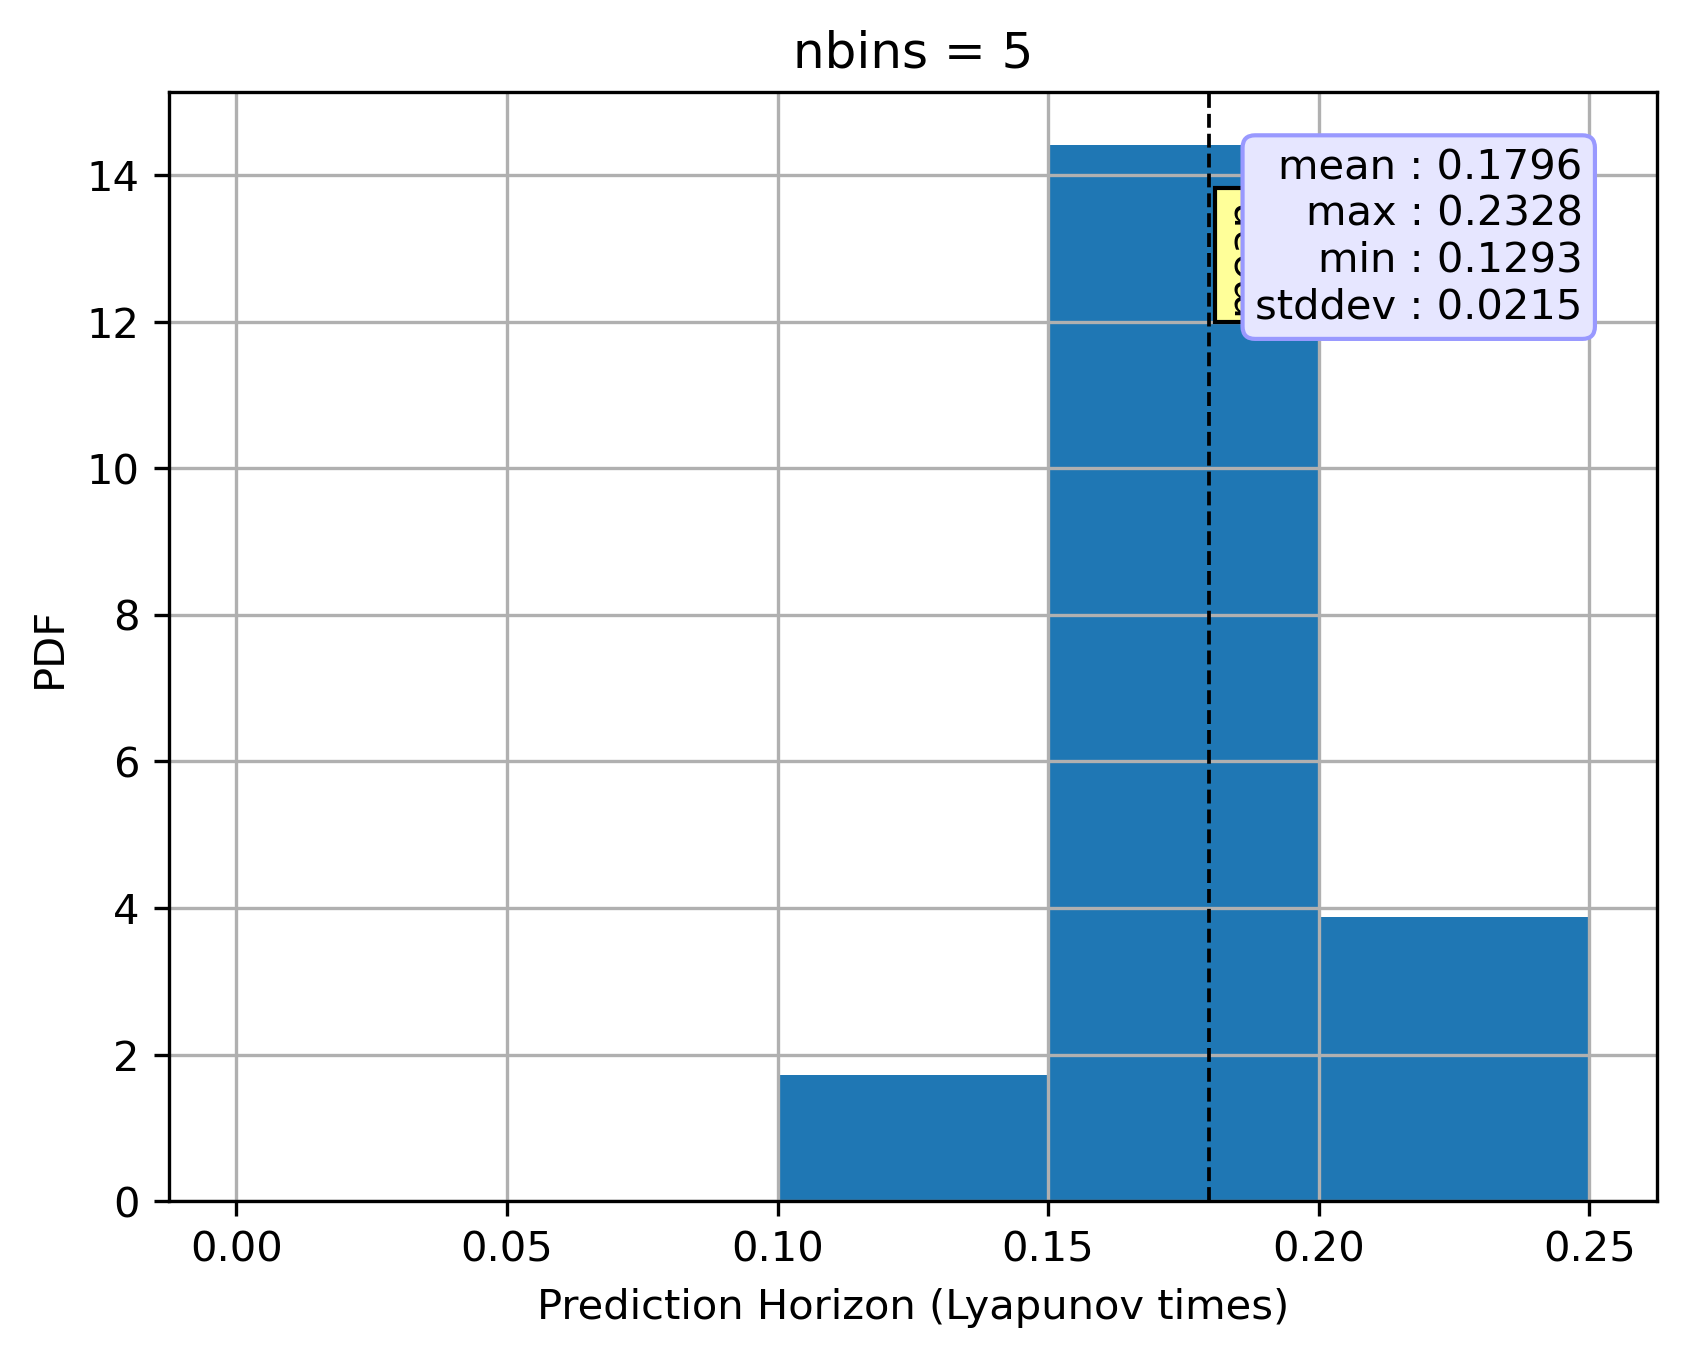 nbins = 5
mean : 0.1796
max : 0.2328
min : 0.1293
stddev : 0.0215
PDF
14
12
10
8
6
4
2
0
0.00 0.05 0.10 0.15 0.20 0.25
Prediction Horizon (Lyapunov times)